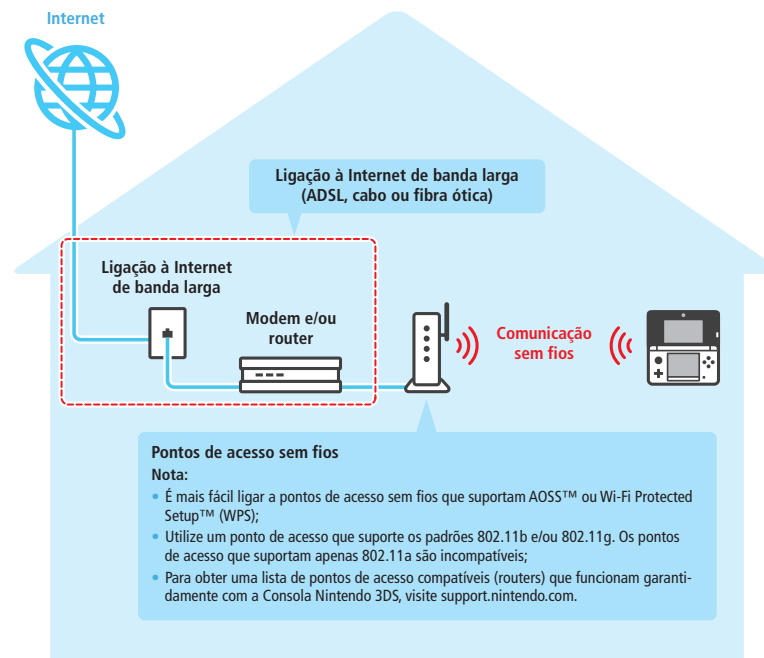 Internet
Ligação à Internet de banda larga
(ADSL, cabo ou fibra ótica)
Ligação à Internet
de banda larga
Modem e/ou
router
Comunicação
sem fios
Pontos de acesso sem fios
Nota:
• É mais fácil ligar a pontos de acesso sem fios que suportam AOSS™ ou Wi-Fi Protected
Setup™ (WPS);
• Utilize um ponto de acesso que suporte os padrões 802.11b e/ou 802.11g. Os pontos
de acesso que suportam apenas 802.11a são incompatíveis;
• Para obter uma lista de pontos de acesso compatíveis (routers) que funcionam garanti-
damente com a Consola Nintendo 3DS, visite support.nintendo.com.